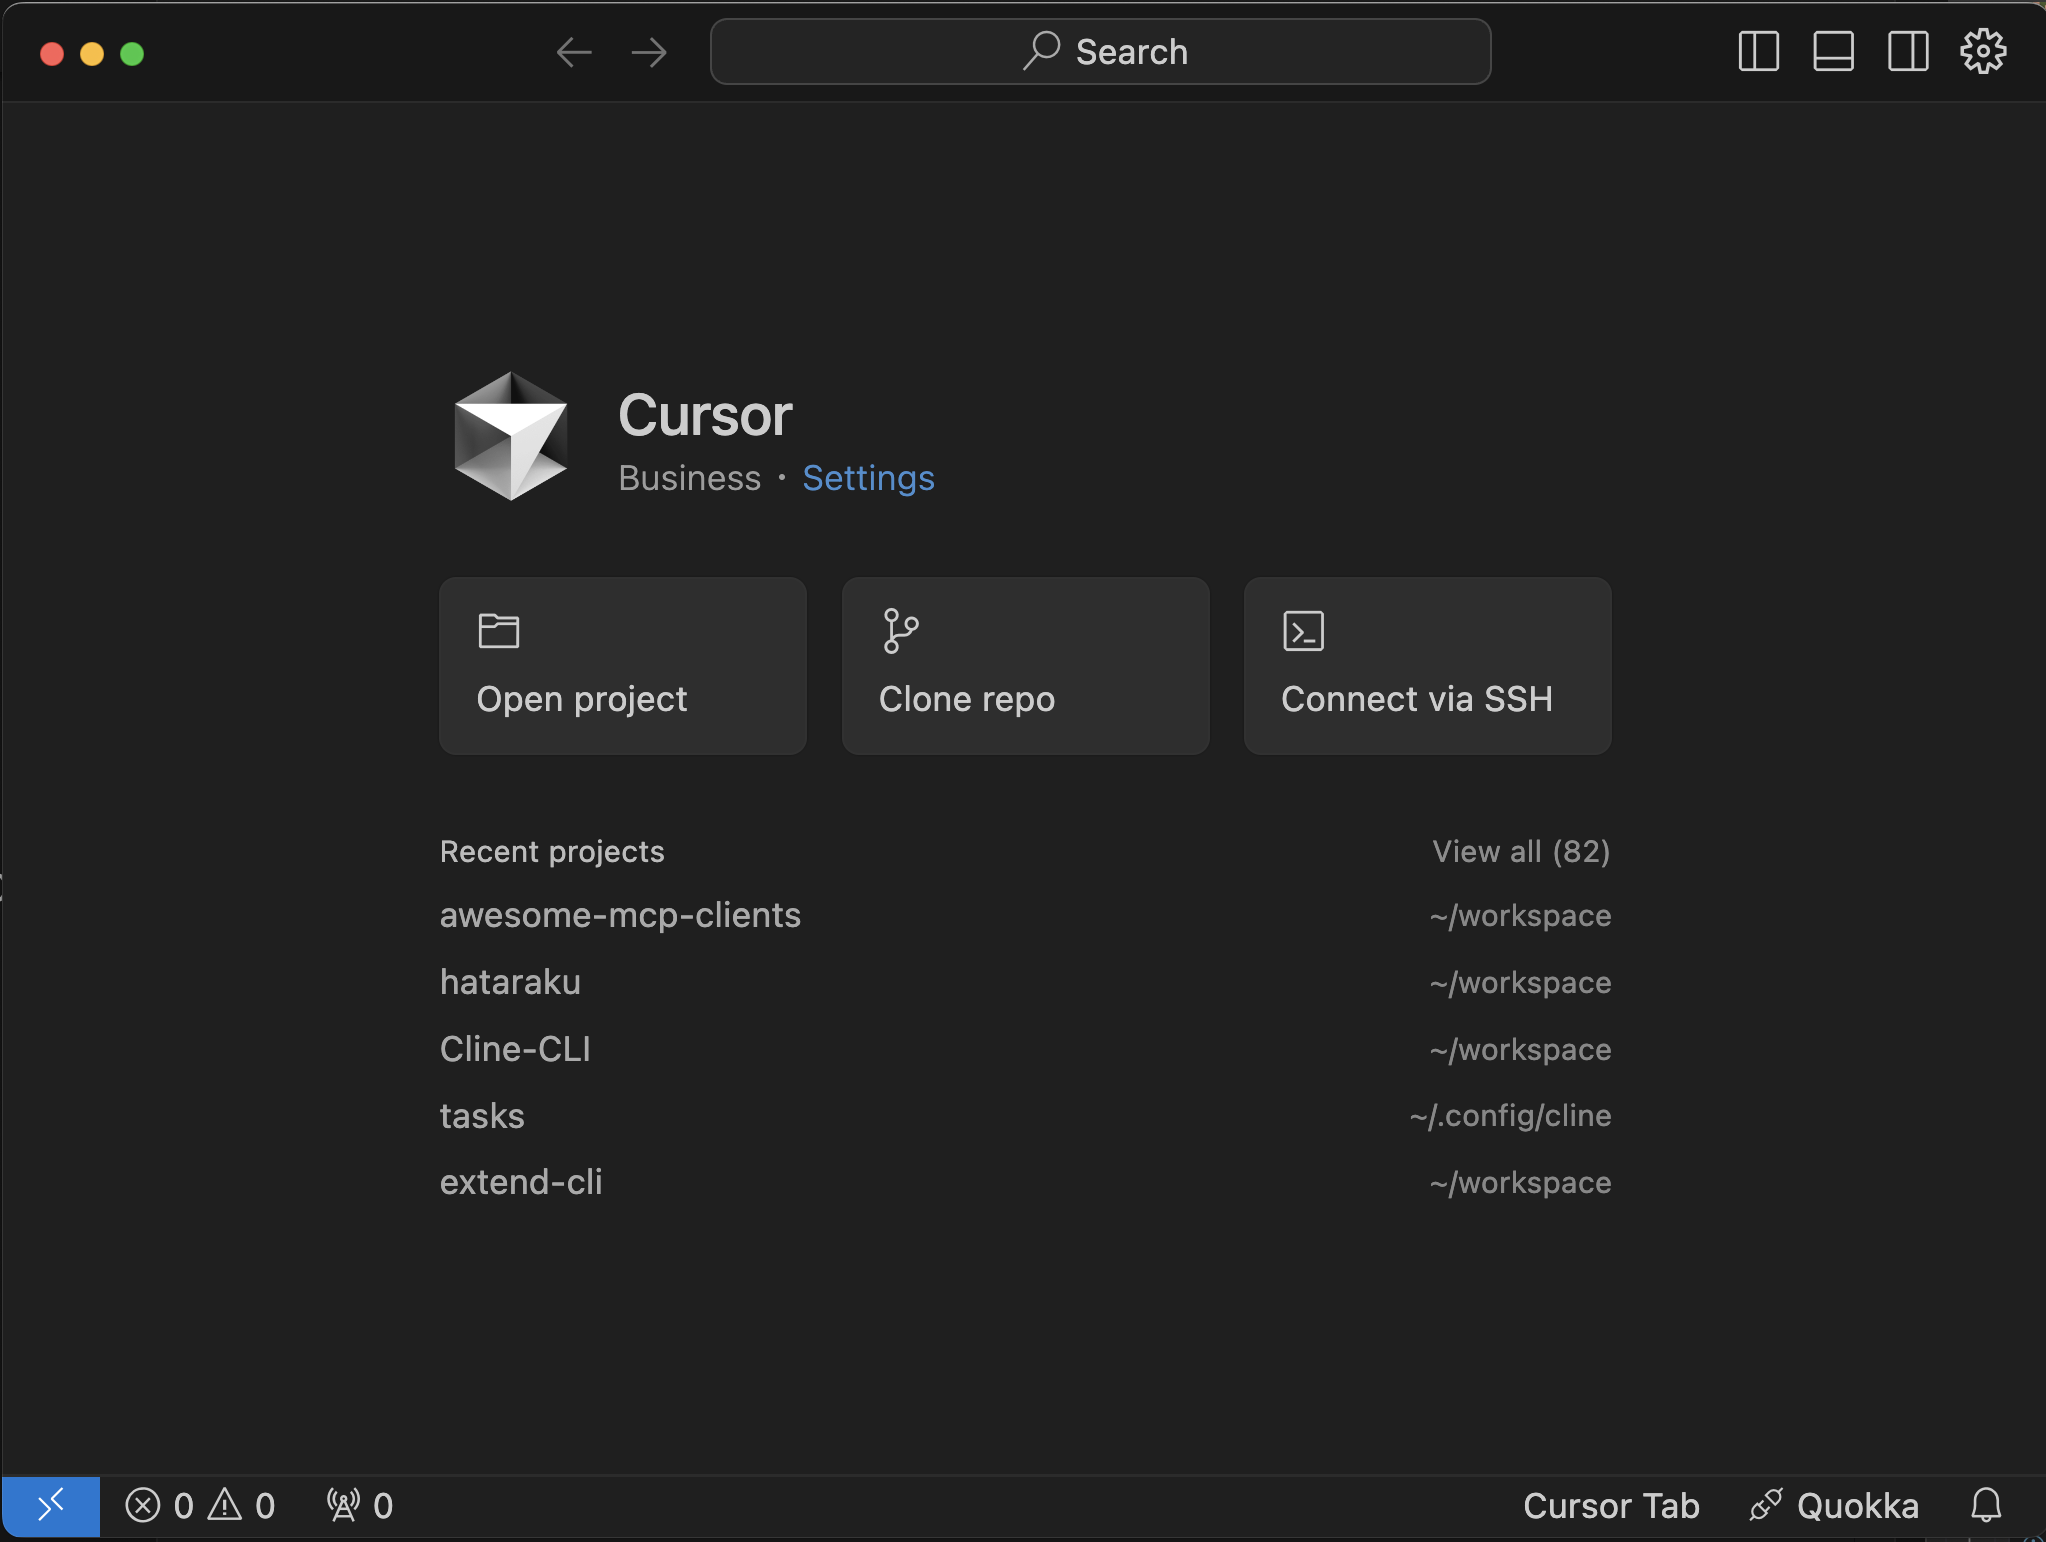 Search
Cursor
Business • Settings
Open project
Clone repo
Connect via SSH
Recent projects
View all (82)
awesome-mcp-clients
~/workspace
hataraku
~/workspace
Cline-CLI
~/workspace
tasks
~/.config/cline
extend-cli
~/workspace
0 0 0
Cursor Tab Quokka